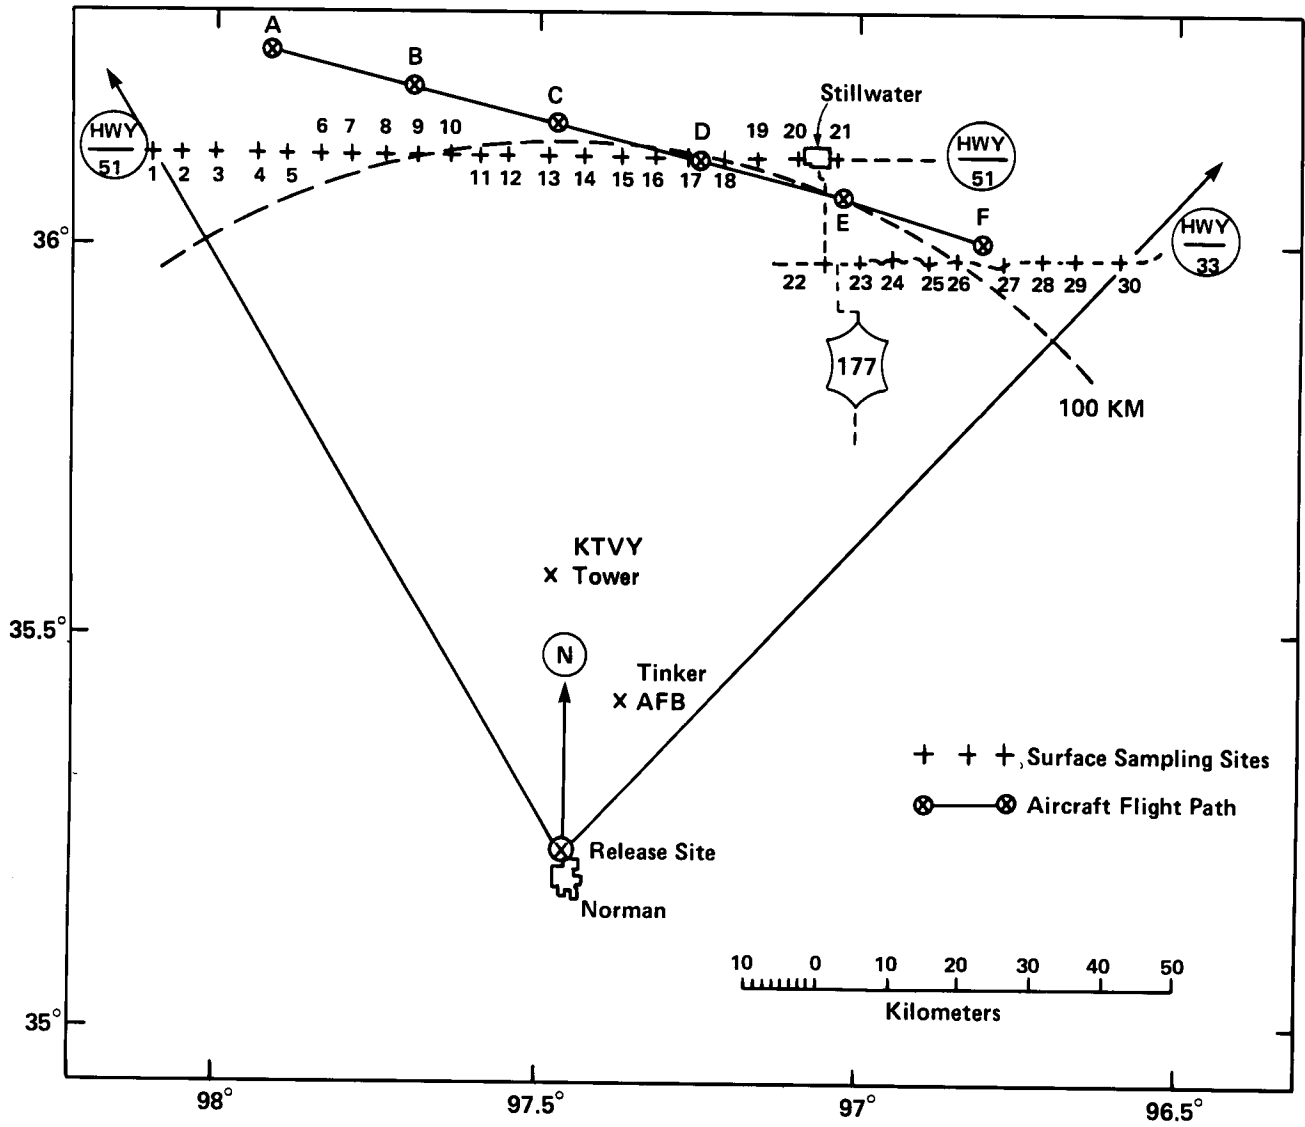 A
B
C
Stillwater
HWY
51
6 7 8 9 10
D
19 20 21
HWY
51
1 2 3 4 5
11 12 13 14 15 16 17 18
E
F
HWY
33
36°
22 23 24 25 26 27 28 29 30
177
100 KM
KTVY
Tower
35.5°
N
Tinker
AFB
Surface Sampling Sites
Aircraft Flight Path
Release Site
Norman
10 0 10 20 30 40 50
Kilometers
35°
98° 97.5° 97° 96.5°